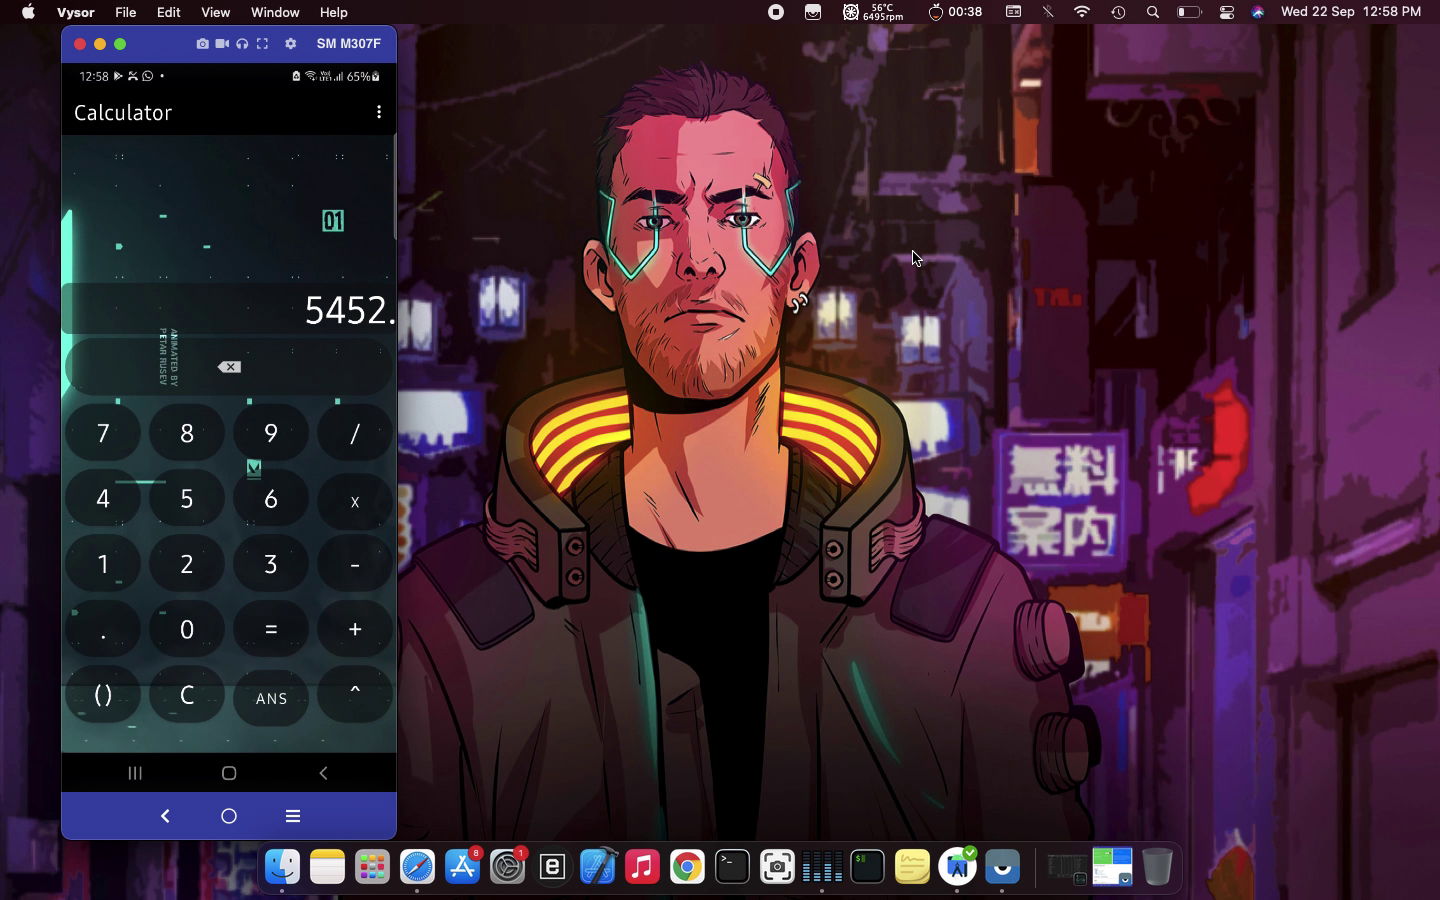 Vysor File Edit View Window Help
56°C
6495rpm
00:38
Wed 22 Sep 12:58 PM
SM M307F
12:58
65%
Calculator
01
5452.
ANIMATED BY
PETAR RUSEV
7 8 9 /
4 5 6 x
1 2 3 -
. 0 = +
() C ANS ^
無料
案内
8
1